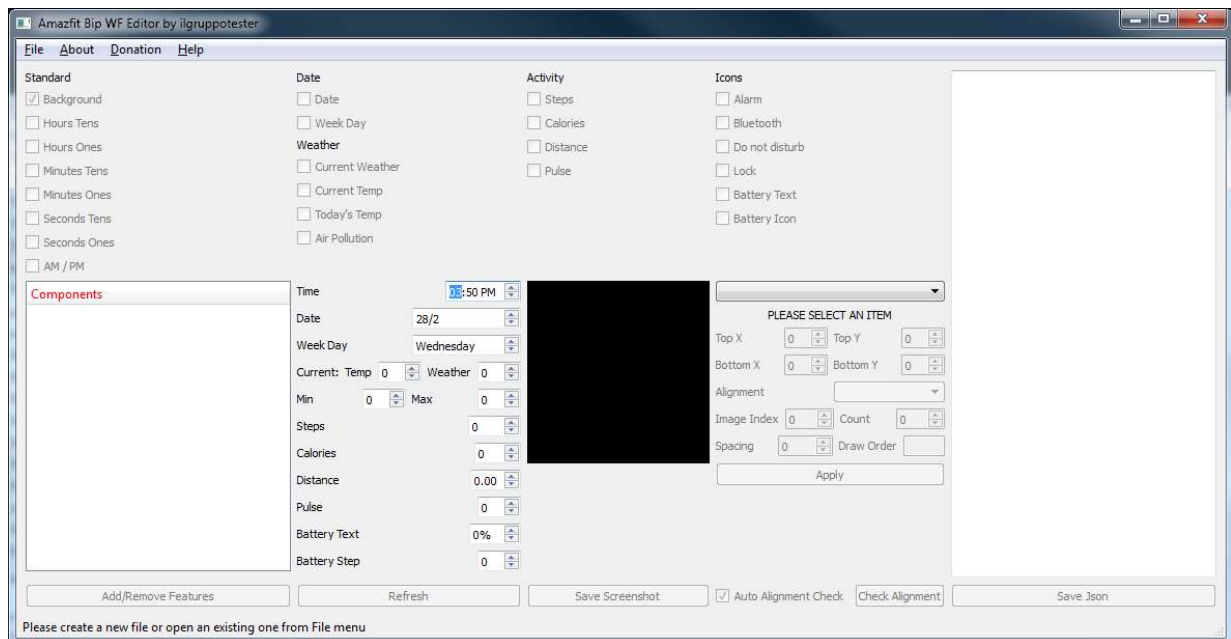 Amazfit Bip WF Editor by ilgruppotester
File About Donation Help
Standard
Background
Hours Tens
Hours Ones
Minutes Tens
Minutes Ones
Seconds Tens
Seconds Ones
AM / PM
Date
Date
Week Day
Weather
Current Weather
Current Temp
Today's Temp
Air Pollution
Activity
Steps
Calories
Distance
Pulse
Icons
Alarm
Bluetooth
Do not disturb
Lock
Battery Text
Battery Icon
Components
Time 03:50 PM
Date 28/2
Week Day Wednesday
Current: Temp 0 Weather 0
Min 0 Max 0
Steps 0
Calories 0
Distance 0.00
Pulse 0
Battery Text 0%
Battery Step 0
PLEASE SELECT AN ITEM
Top X 0 Top Y 0
Bottom X 0 Bottom Y 0
Alignment
Image Index 0 Count 0
Spacing 0 Draw Order
Apply
Add/Remove Features Refresh Save Screenshot Auto Alignment Check Check Alignment Save Json
Please create a new file or open an existing one from File menu